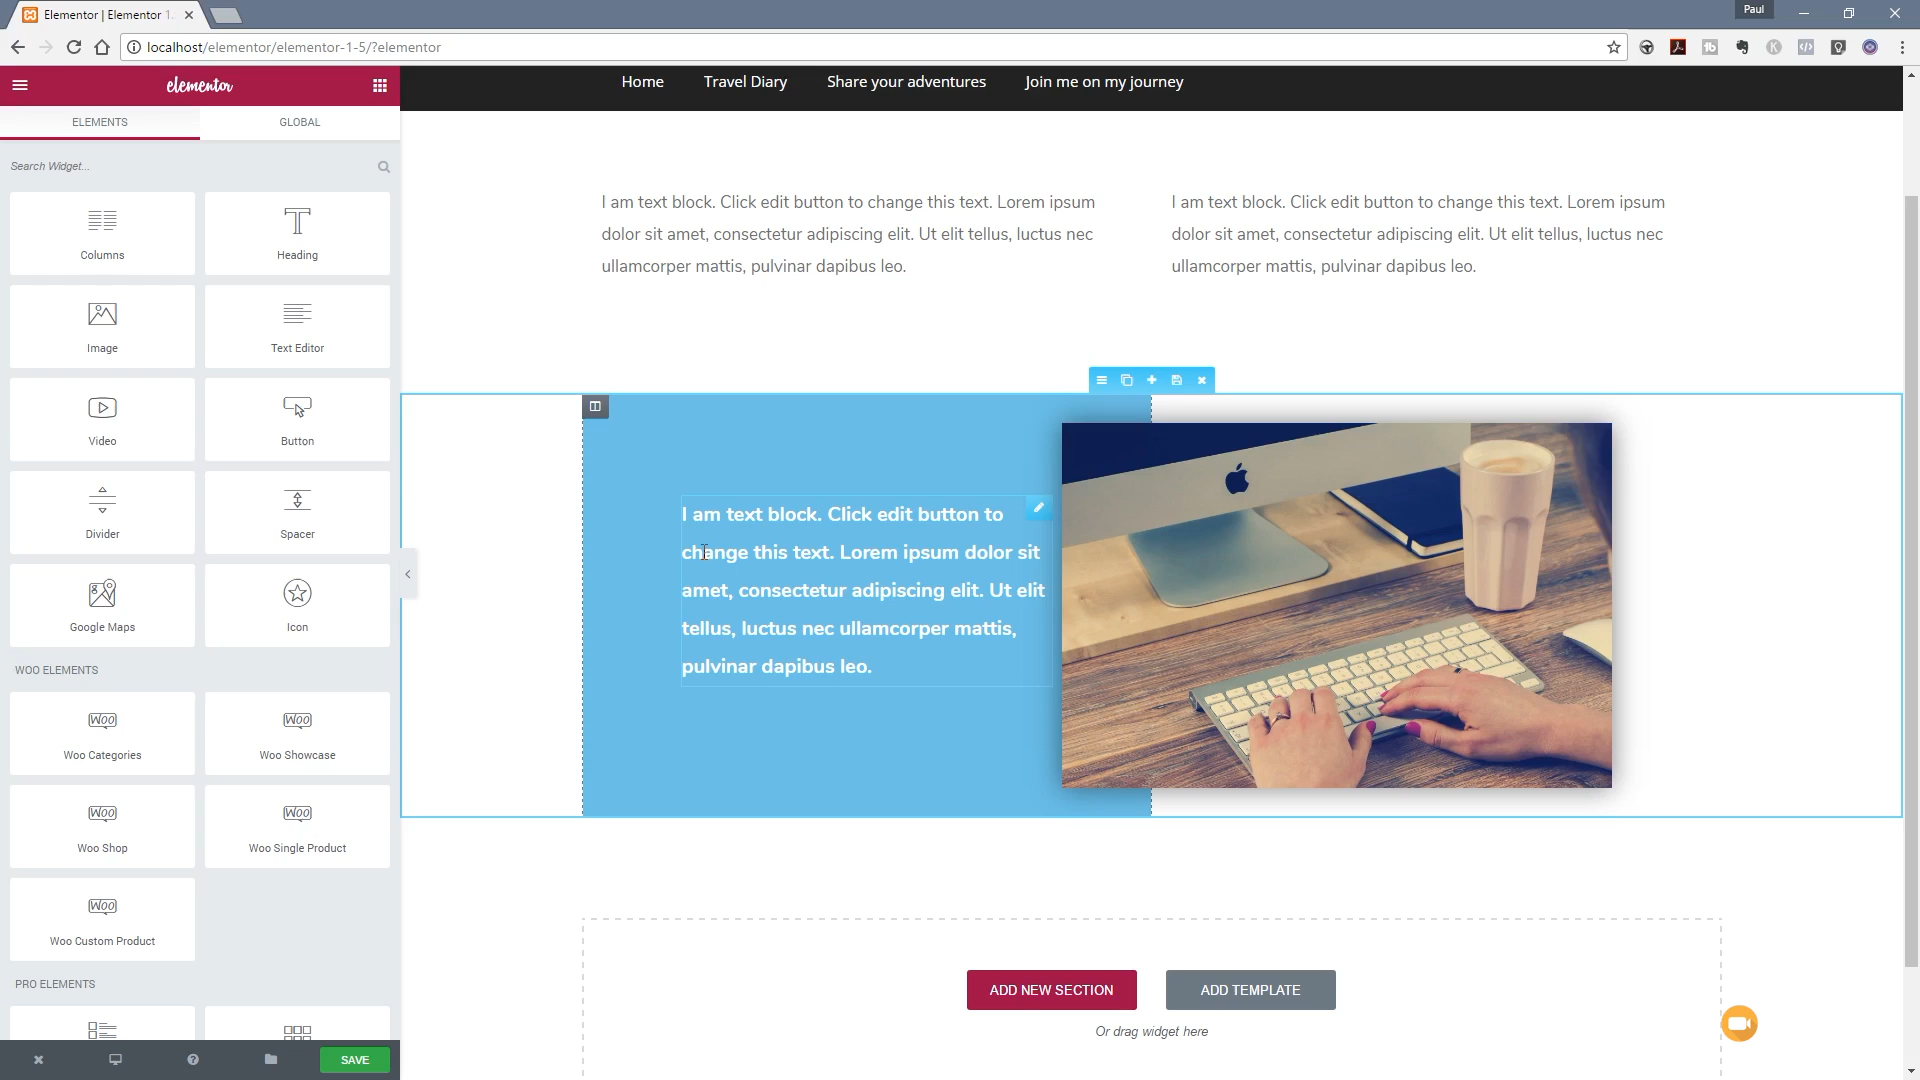 Elementor | Elementor 1.
Paul
localhost/elementor/elementor-1-5/?elementor
elementor
Home Travel Diary Share your adventures Join me on my journey
ELEMENTS GLOBAL
Search Widget...
Columns Heading
Image Text Editor
Video Button
Divider Spacer
Google Maps Icon
WOO ELEMENTS
WOO WOO
Woo Categories Woo Showcase
WOO WOO
Woo Shop Woo Single Product
WOO
Woo Custom Product
PRO ELEMENTS
SAVE
I am text block. Click edit button to change this text. Lorem ipsum
dolor sit amet, consectetur adipiscing elit. Ut elit tellus, luctus nec
ullamcorper mattis, pulvinar dapibus leo.
I am text block. Click edit button to change this text. Lorem ipsum
dolor sit amet, consectetur adipiscing elit. Ut elit tellus, luctus nec
ullamcorper mattis, pulvinar dapibus leo.
I am text block. Click edit button to
change this text. Lorem ipsum dolor sit
amet, consectetur adipiscing elit. Ut elit
tellus, luctus nec ullamcorper mattis,
pulvinar dapibus leo.
ADD NEW SECTION ADD TEMPLATE
Or drag widget here